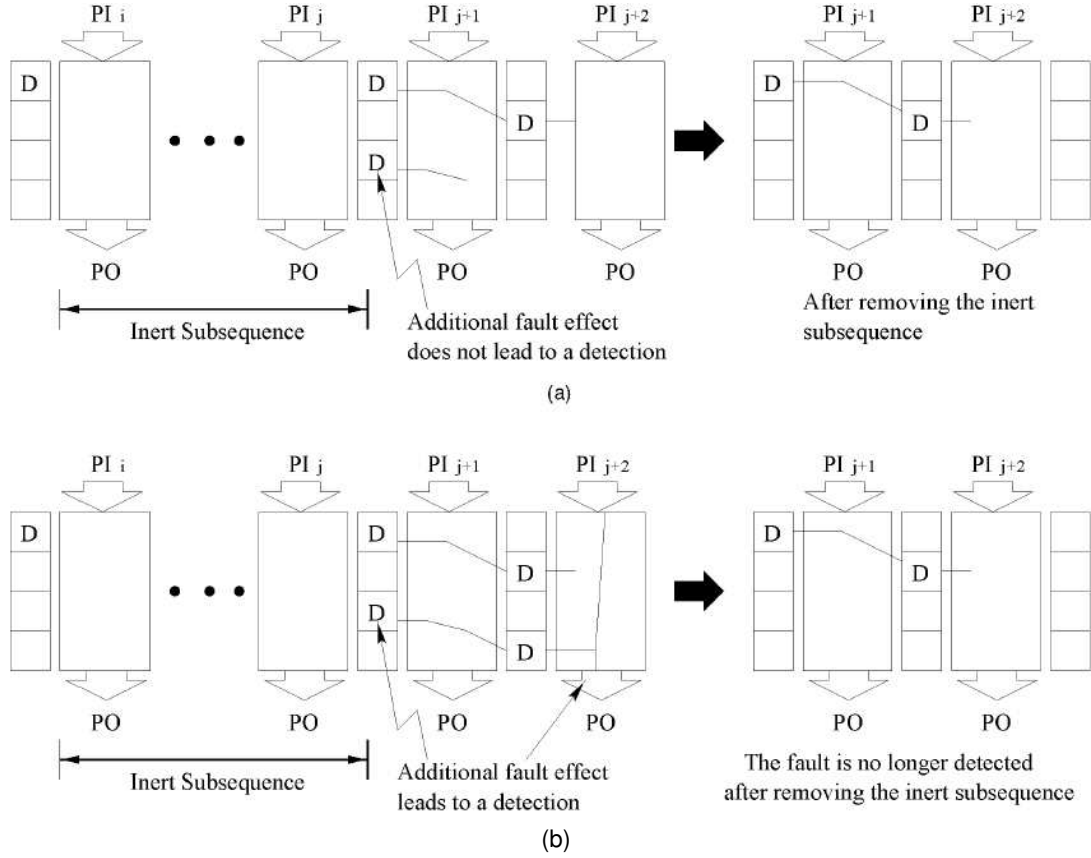 PI i PI j PI j+1 PI j+2 PI j+1 PI j+2
D D D D
D D
PO PO PO PO PO PO
Inert Subsequence
Additional fault effect
does not lead to a detection
After removing the inert
subsequence
(a)
PI i PI j PI j+1 PI j+2 PI j+1 PI j+2
D D D
D D
D D
PO PO PO PO PO PO
Inert Subsequence
Additional fault effect
leads to a detection
The fault is no longer detected
after removing the inert subsequence
(b)